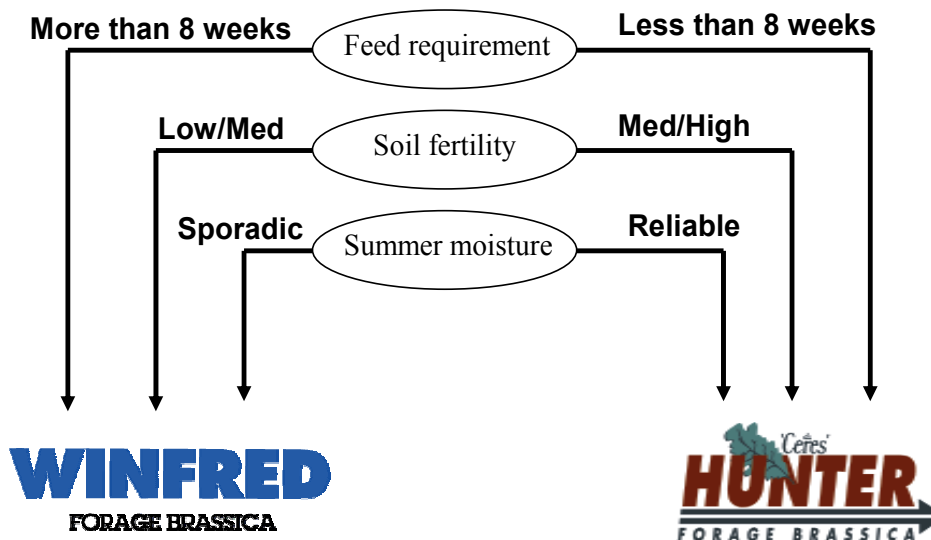 More than 8 weeks Feed requirement Less than 8 weeks
Low/Med Soil fertility Med/High
Sporadic Summer moisture Reliable
WINFRED
FORAGE BRASSICA
'Ceres'
HUNTER
FORAGE BRASSICA